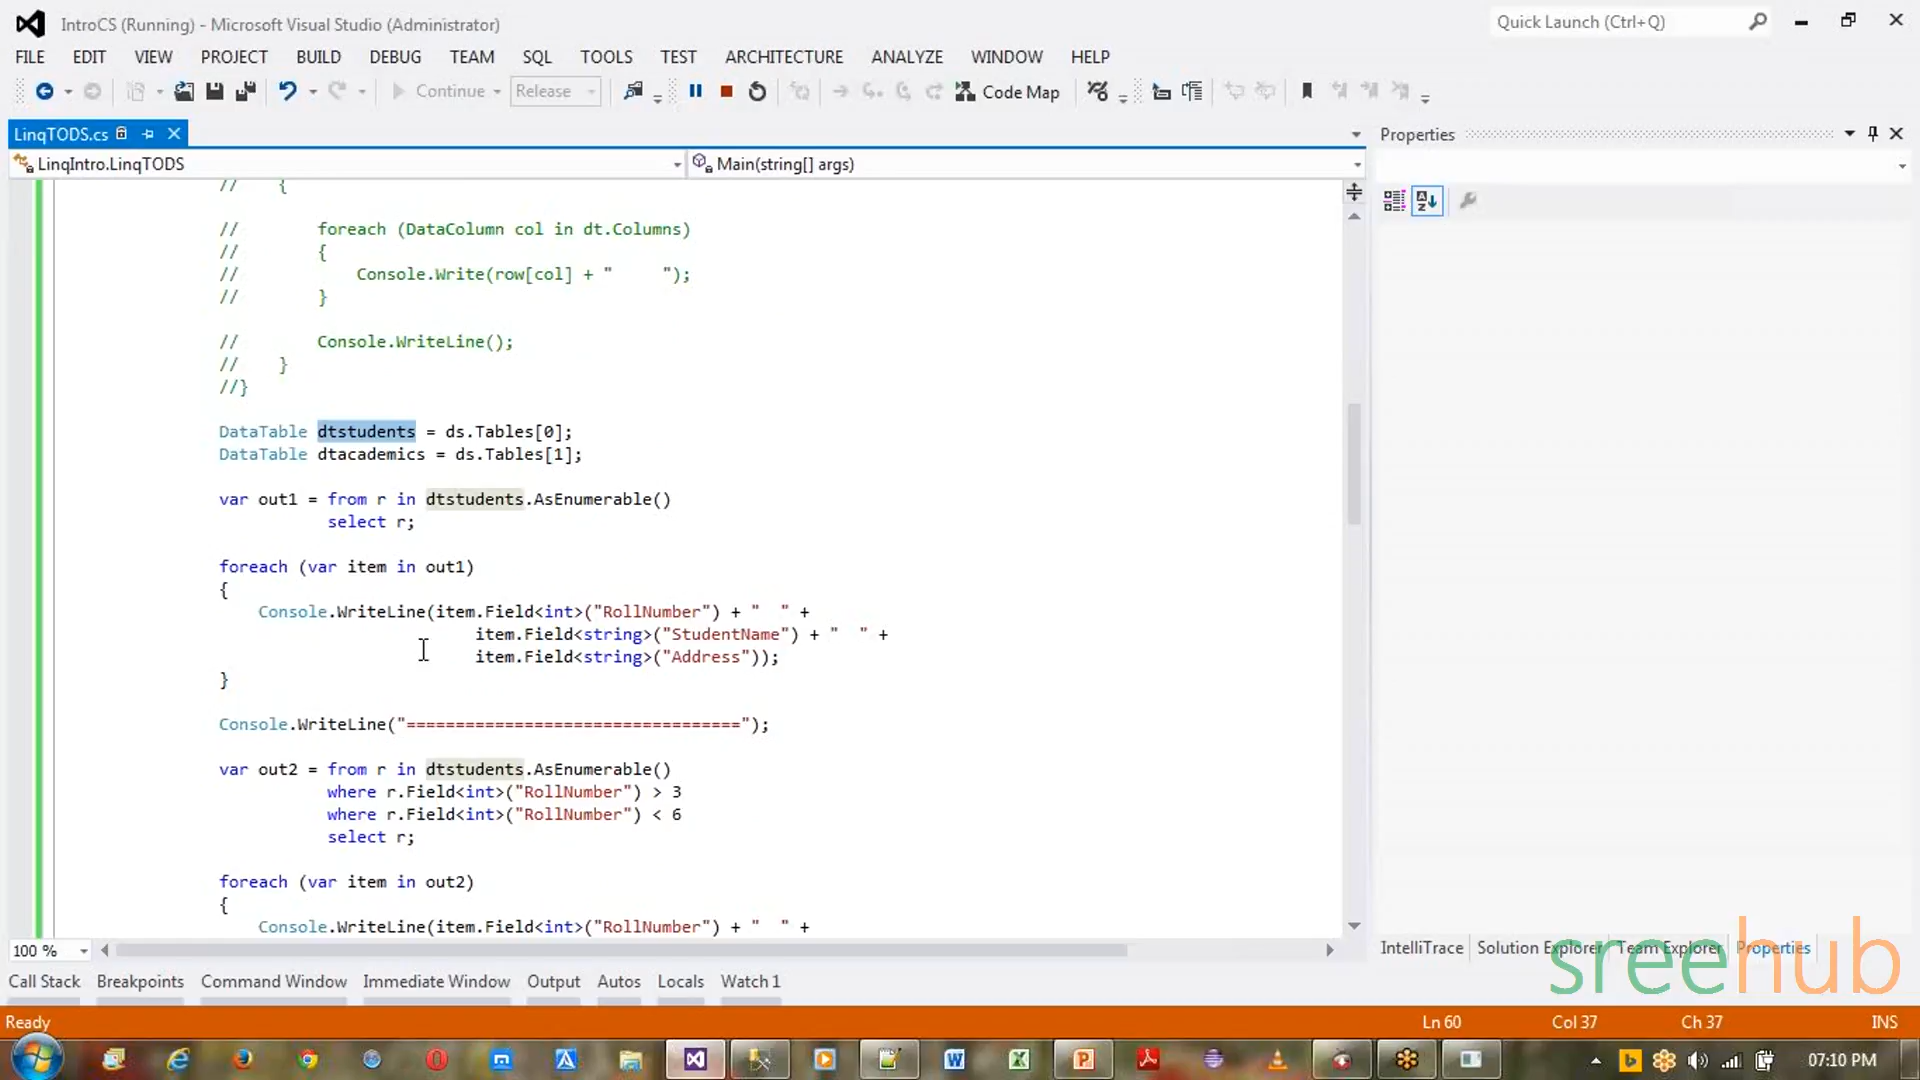 IntroCS (Running) - Microsoft Visual Studio (Administrator)
Quick Launch (Ctrl+Q)
FILE EDIT VIEW PROJECT BUILD DEBUG TEAM SQL TOOLS TEST ARCHITECTURE ANALYZE WINDOW HELP
Continue Release Code Map
LinqTODS.cs
Properties
LinqIntro.LinqTODS
Main(string[] args)
// {
// foreach (DataColumn col in dt.Columns)
// {
// Console.Write(row[col] + "     ");
// }
// Console.WriteLine();
// }
//}
DataTable dtstudents = ds.Tables[0];
DataTable dtacademics = ds.Tables[1];
var out1 = from r in dtstudents.AsEnumerable()
select r;
foreach (var item in out1)
{
Console.WriteLine(item.Field<int>("RollNumber") + "  " +
item.Field<string>("StudentName") + "  " +
item.Field<string>("Address"));
}
Console.WriteLine("==================================");
var out2 = from r in dtstudents.AsEnumerable()
where r.Field<int>("RollNumber") > 3
where r.Field<int>("RollNumber") < 6
select r;
foreach (var item in out2)
{
Console.WriteLine(item.Field<int>("RollNumber") + "  " +
100 %
IntelliTrace Solution Explorer Team Explorer Properties
sreehub
Call Stack Breakpoints Command Window Immediate Window Output Autos Locals Watch 1
Ready
Ln 60 Col 37 Ch 37 INS
07:10 PM